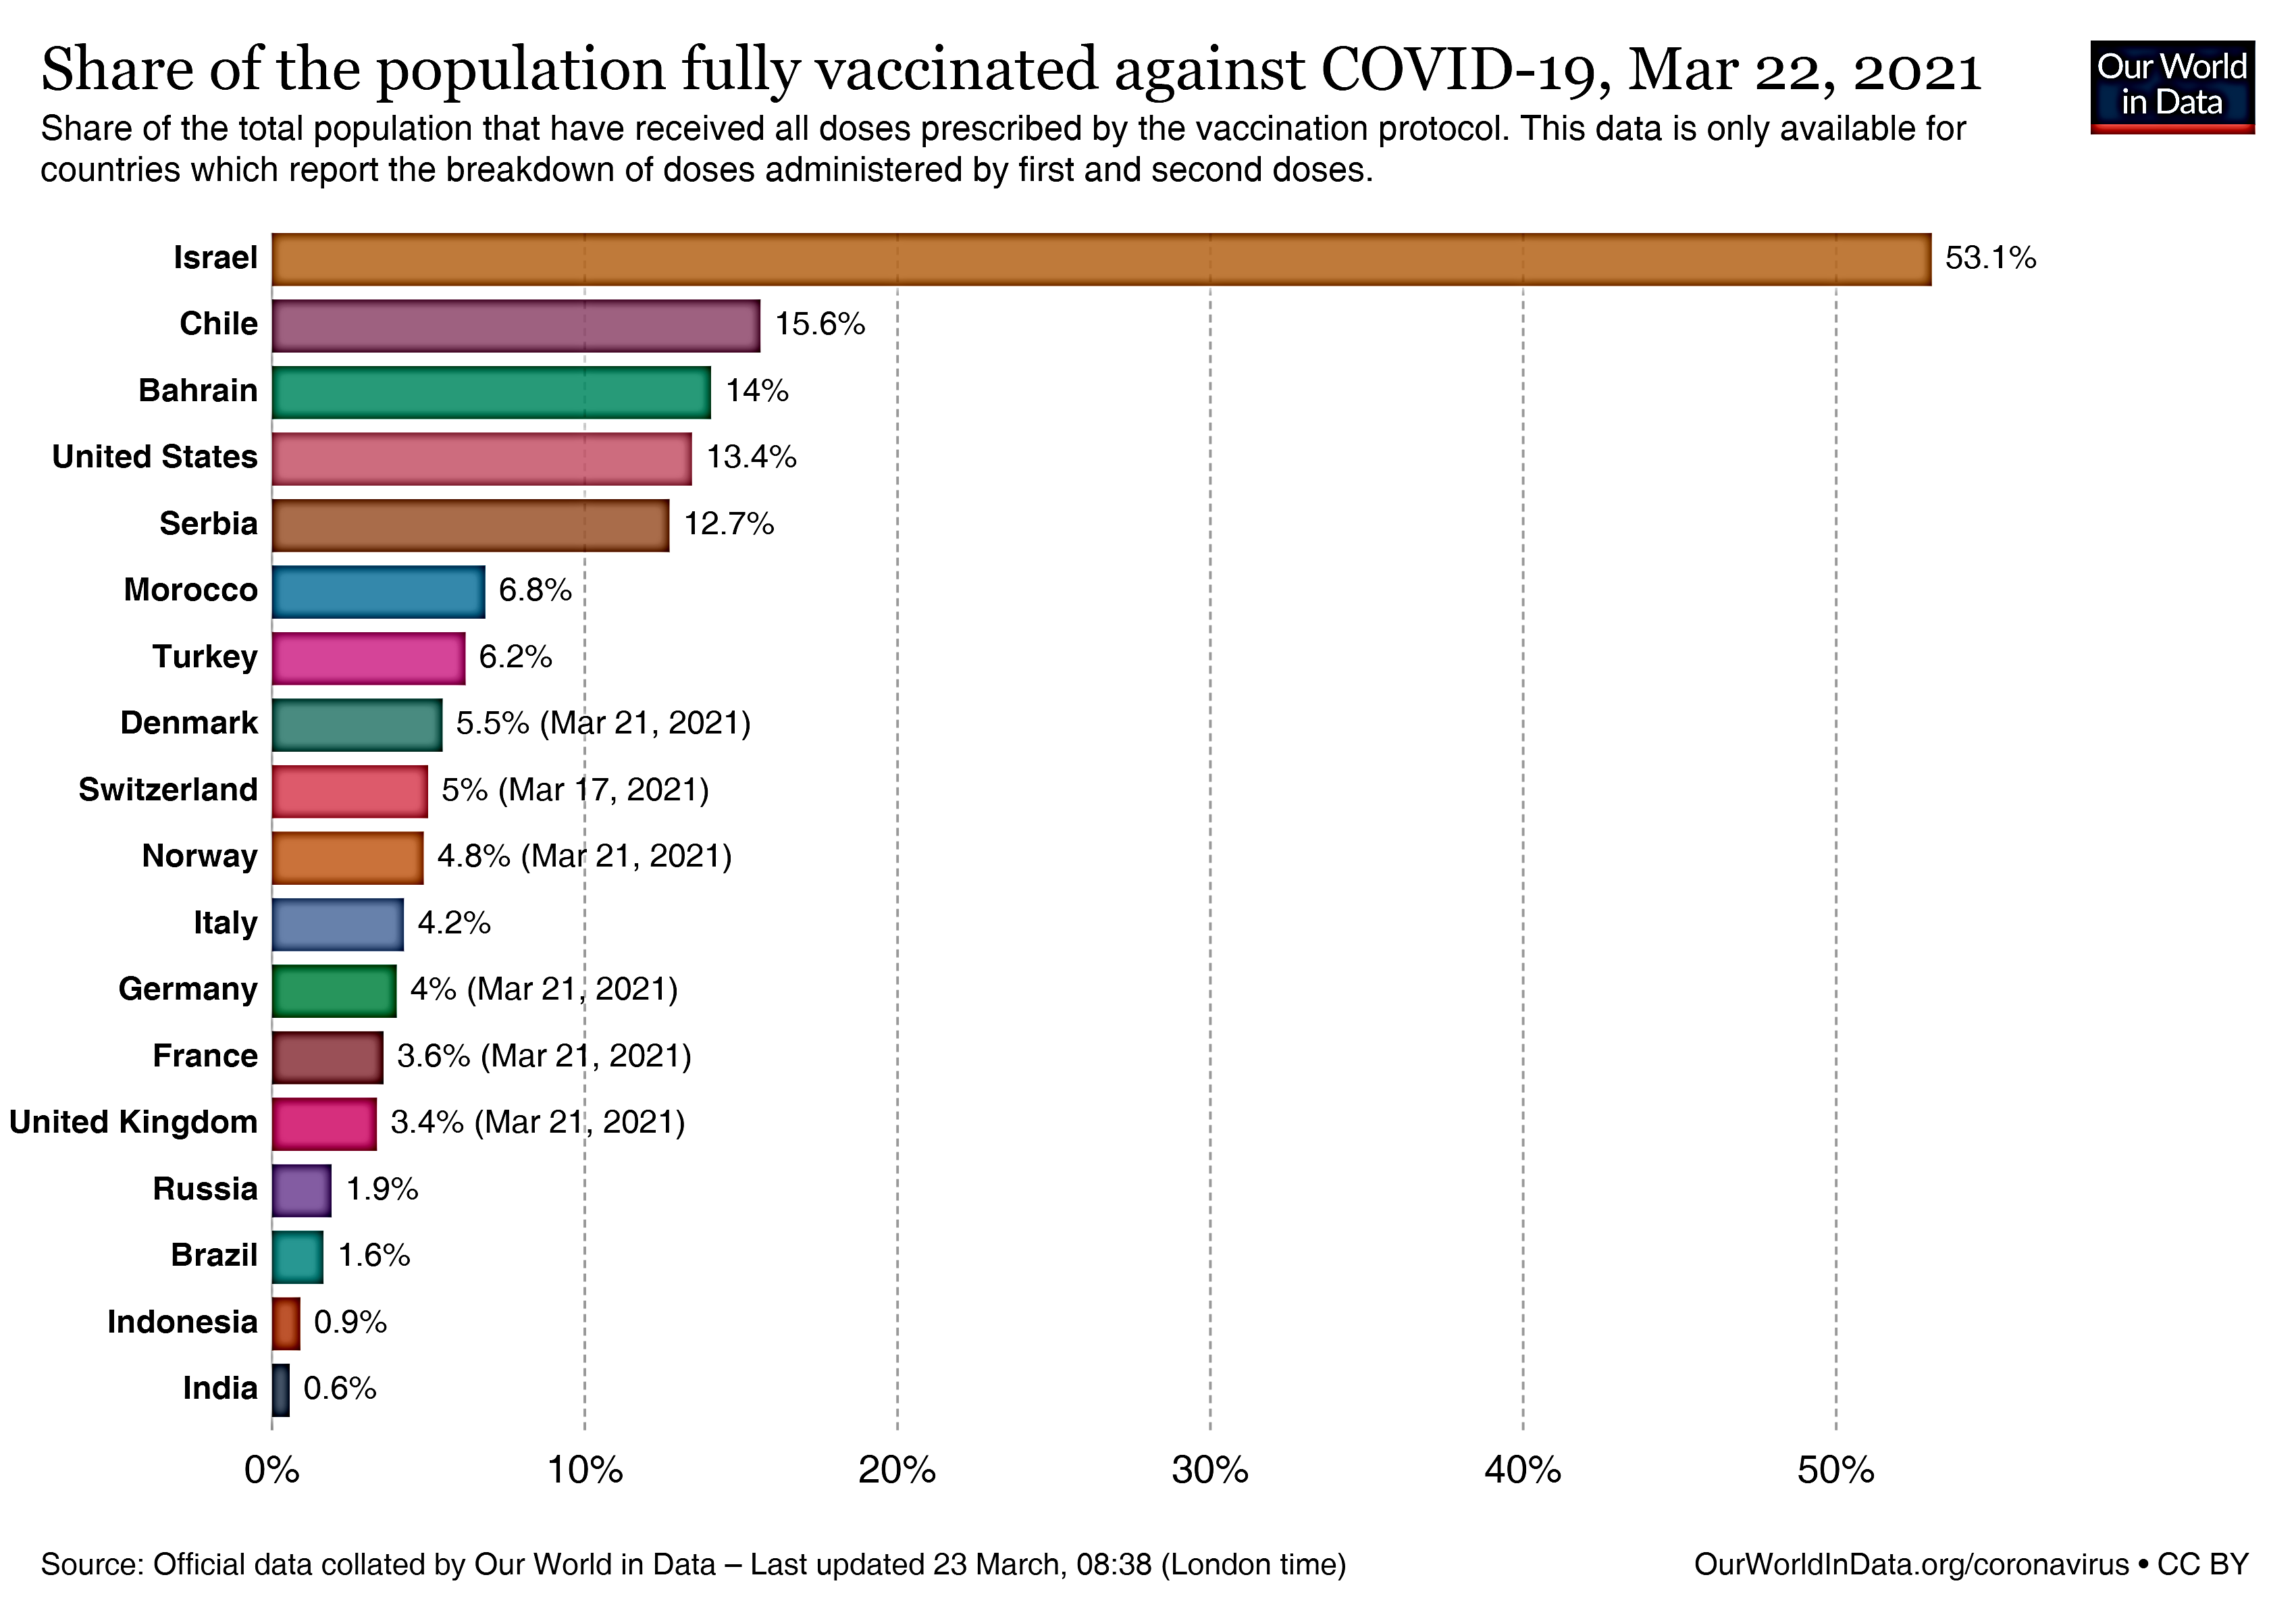 Share of the population fully vaccinated against COVID-19, Mar 22, 2021
Our World
in Data
Share of the total population that have received all doses prescribed by the vaccination protocol. This data is only available for
countries which report the breakdown of doses administered by first and second doses.
Israel 53.1%
Chile 15.6%
Bahrain 14%
United States 13.4%
Serbia 12.7%
Morocco 6.8%
Turkey 6.2%
Denmark 5.5% (Mar 21, 2021)
Switzerland 5% (Mar 17, 2021)
Norway 4.8% (Mar 21, 2021)
Italy 4.2%
Germany 4% (Mar 21, 2021)
France 3.6% (Mar 21, 2021)
United Kingdom 3.4% (Mar 21, 2021)
Russia 1.9%
Brazil 1.6%
Indonesia 0.9%
India 0.6%
0% 10% 20% 30% 40% 50%
Source: Official data collated by Our World in Data – Last updated 23 March, 08:38 (London time)
OurWorldInData.org/coronavirus • CC BY